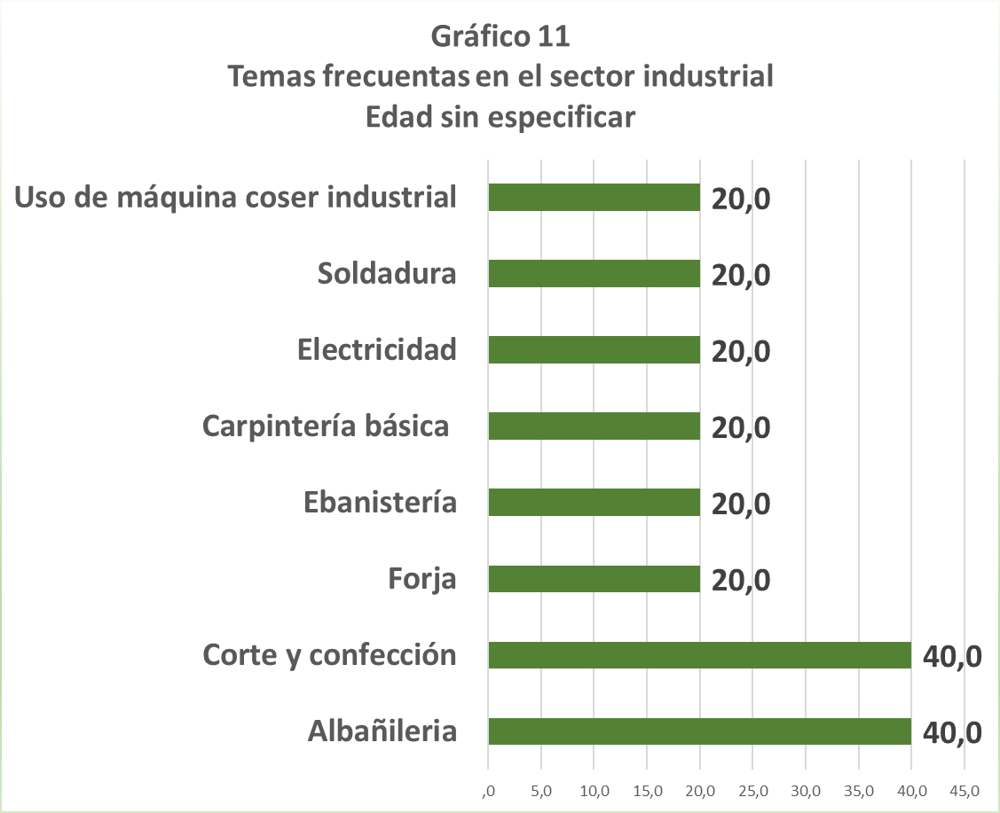 Gráfico 11
Temas frecuentas en el sector industrial
Edad sin especificar
Uso de máquina coser industrial 20,0
Soldadura 20,0
Electricidad 20,0
Carpintería básica 20,0
Ebanistería 20,0
Forja 20,0
Corte y confección 40,0
Albañileria 40,0
,0 5,0 10,0 15,0 20,0 25,0 30,0 35,0 40,0 45,0